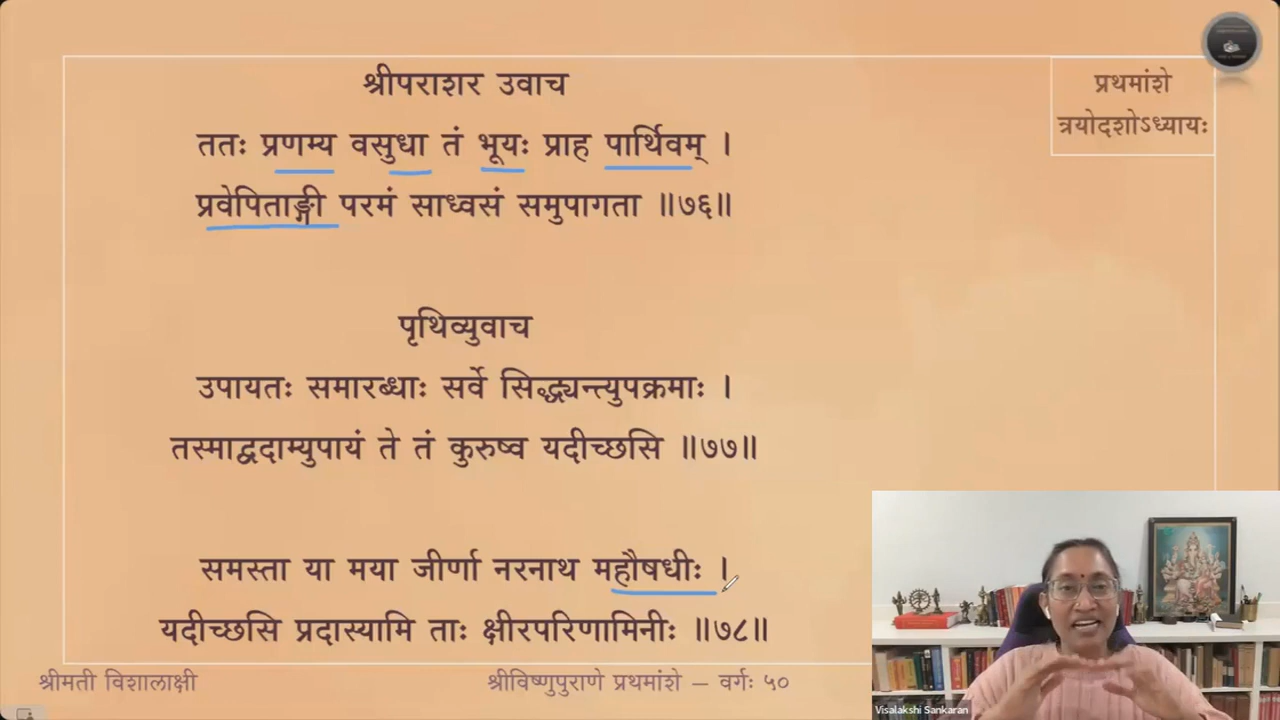 श्रीपराशर उवाच
प्रथमांशे
त्रयोदशोऽध्यायः
ततः प्रणम्य वसुधा तं भूयः प्राह पार्थिवम् ।
प्रवेपिताङ्गी परमं साध्वसं समुपागता ॥७६॥
पृथिव्युवाच
उपायतः समारब्धाः सर्वे सिद्ध्यन्त्युपक्रमाः ।
तस्माद्वदाम्युपायं ते तं कुरुष्व यदीच्छसि ॥७७॥
समस्ता या मया जीर्णा नरनाथ महौषधीः ।
यदीच्छसि प्रदास्यामि ताः क्षीरपरिणामिनीः ॥७८॥
श्रीमती विशालाक्षी
श्रीविष्णुपुराणे प्रथमांशे – वर्गः ५०
Visalakshi Sankaran